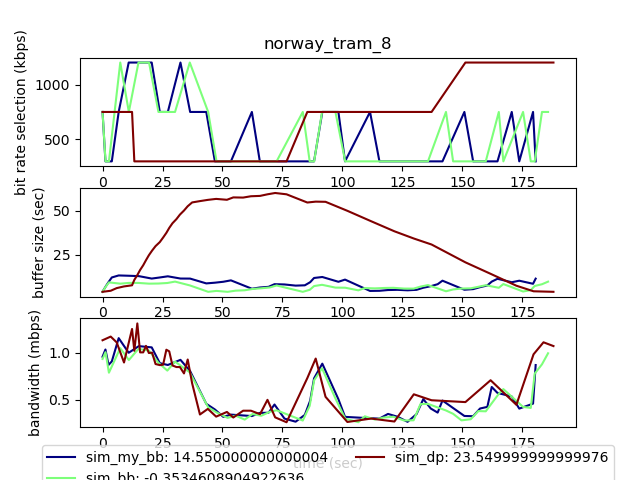 norway_tram_8
bit rate selection (kbps)
1000
500
0 25 50 75 100 125 150 175
buffer size (sec)
50
25
0 25 50 75 100 125 150 175
bandwidth (mbps)
1.0
0.5
0 25 50 75 100 125 150 175
time (sec)
sim_my_bb: 14.550000000000004 sim_dp: 23.549999999999976
sim_bb: -0.3534608904922636